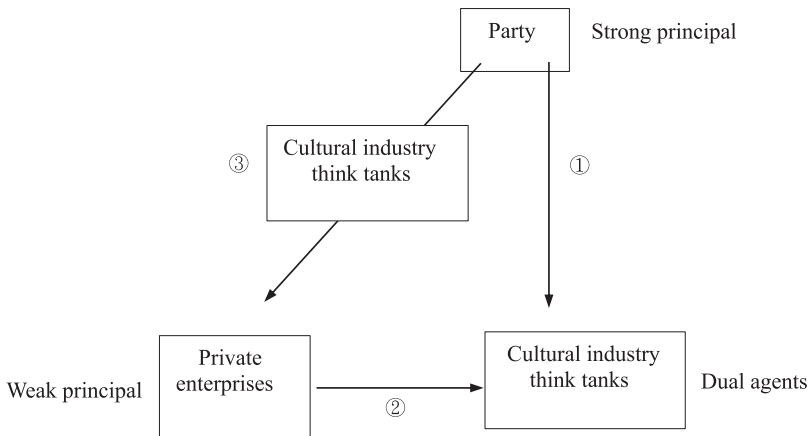 Party
Strong principal
Cultural industry
think tanks
③
①
Private
enterprises
Weak principal
②
Cultural industry
think tanks
Dual agents